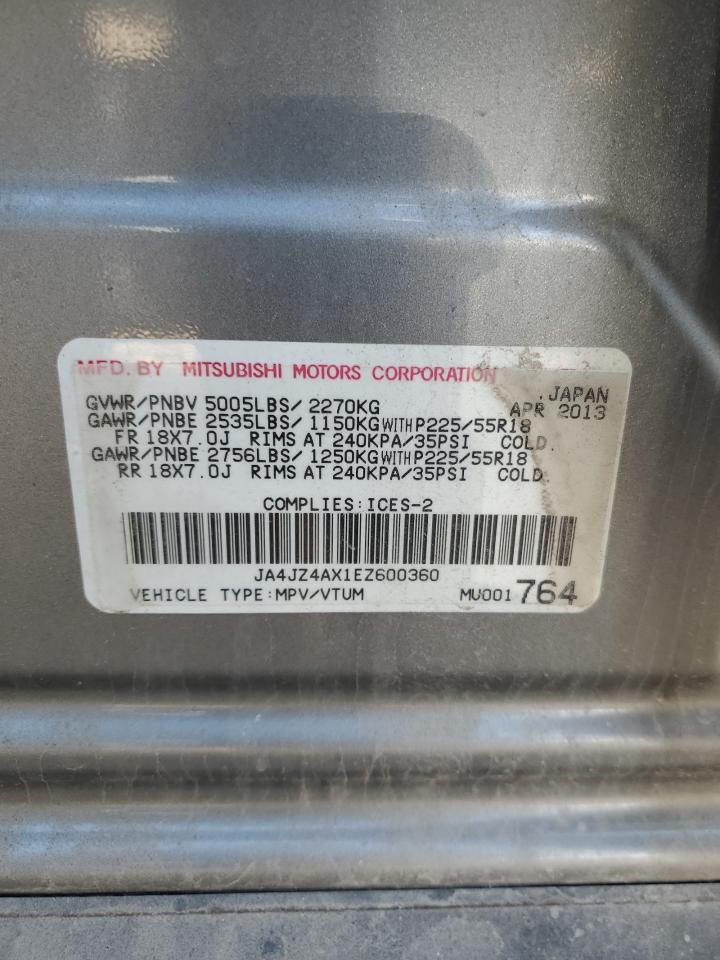 MFD. BY MITSUBISHI MOTORS CORPORATION
, JAPAN
GVWR/PNBV 5005LBS/ 2270KG APR 2013
GAWR/PNBE 2535LBS/ 1150KG WITH P225/55R18
FR 18X7.0J RIMS AT 240KPA/35PSI COLD.
GAWR/PNBE 2756LBS/ 1250KG WITH P225/55R18
RR 18X7.0J RIMS AT 240KPA/35PSI COLD.
COMPLIES:ICES-2
JA4JZ4AX1EZ600360
VEHICLE TYPE:MPV/VTUM MU001 764